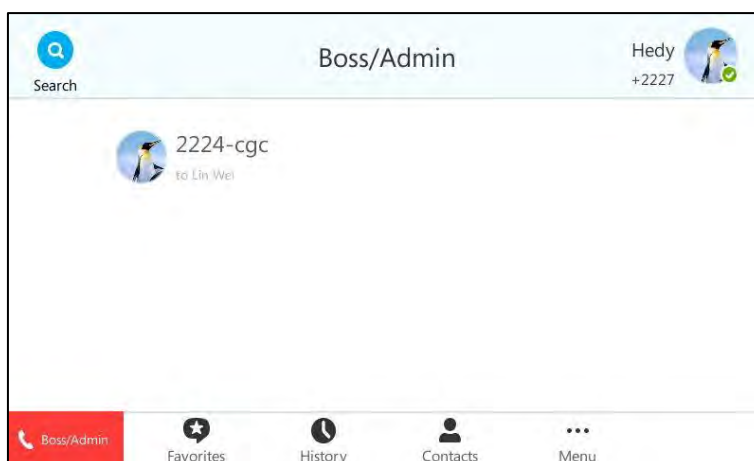 Search
Boss/Admin
Hedy
+2227
2224-cgc
to Lin Wei
Boss/Admin
Favorites
History
Contacts
Menu